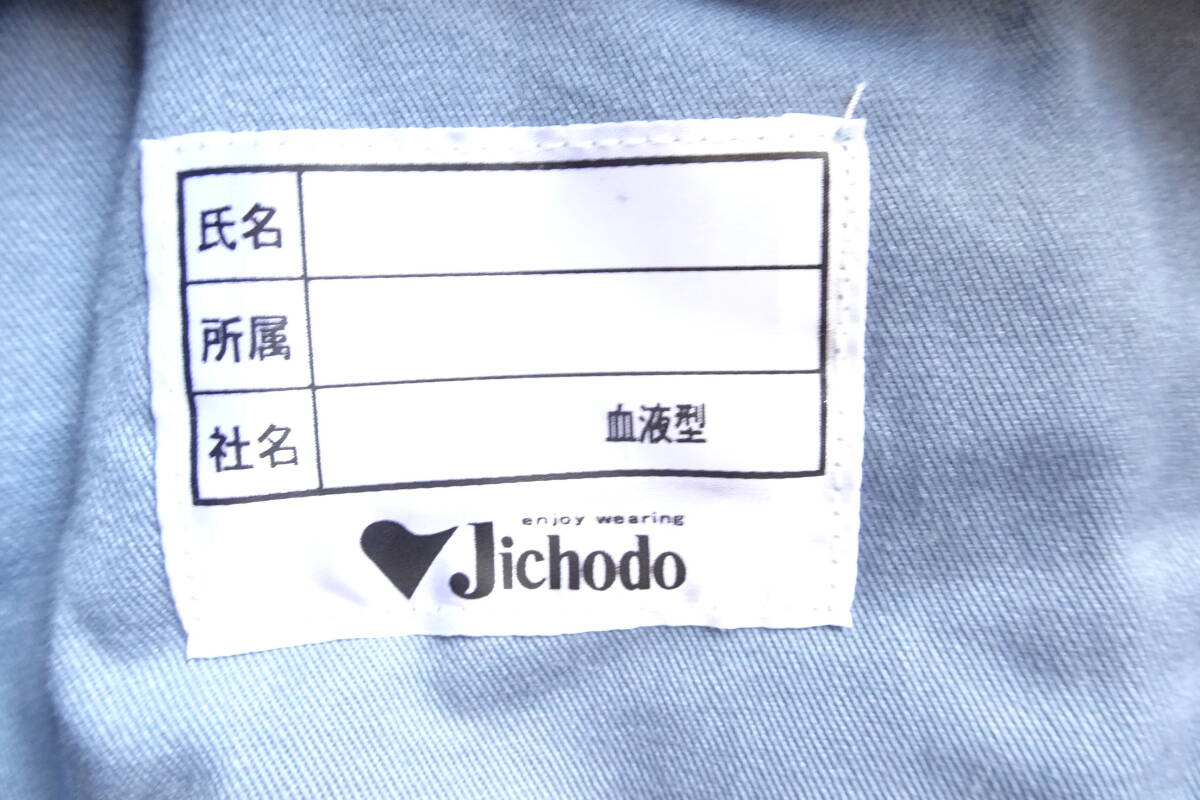 氏名
所属
社名 血液型
enjoy wearing
Jichodo